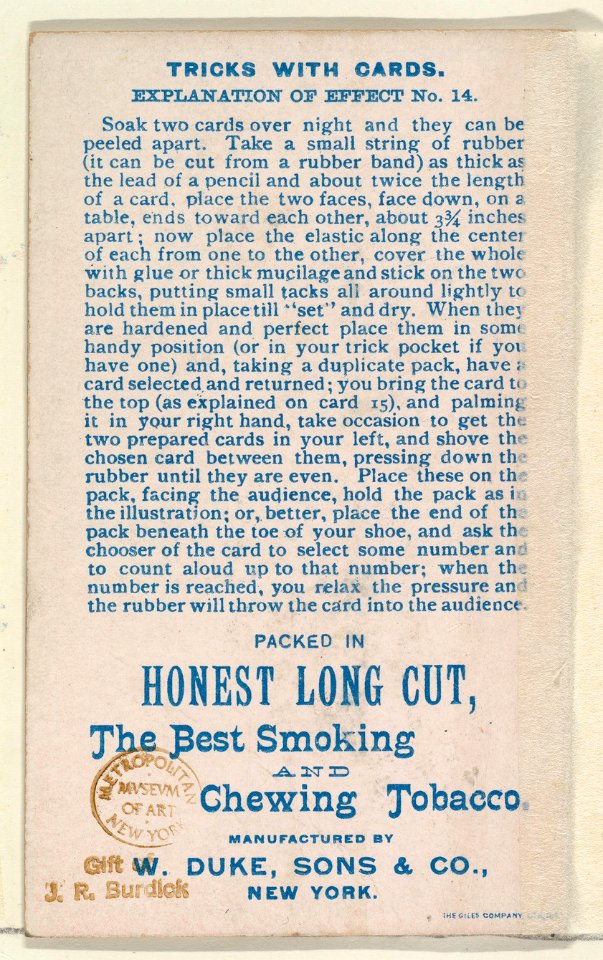 TRICKS WITH CARDS.
EXPLANATION OF EFFECT No. 14.
Soak two cards over night and they can be
peeled apart. Take a small string of rubber
(it can be cut from a rubber band) as thick as
the lead of a pencil and about twice the length
of a card, place the two faces, face down, on a
table, ends toward each other, about 3¾ inches
apart; now place the elastic along the center
of each from one to the other, cover the whole
with glue or thick mucilage and stick on the two
backs, putting small tacks all around lightly to
hold them in place till "set" and dry. When they
are hardened and perfect place them in some
handy position (or in your trick pocket if you
have one) and, taking a duplicate pack, have a
card selected and returned; you bring the card to
the top (as explained on card 15), and palming
it in your right hand, take occasion to get the
two prepared cards in your left, and shove the
chosen card between them, pressing down the
rubber until they are even. Place these on the
pack, facing the audience, hold the pack as in
the illustration; or, better, place the end of the
pack beneath the toe of your shoe, and ask the
chooser of the card to select some number and
to count aloud up to that number; when the
number is reached, you relax the pressure and
the rubber will throw the card into the audience.
PACKED IN
HONEST LONG CUT,
The Best Smoking
AND
Chewing Tobacco.
METROPOLITAN
MVSEVM
OF ART
NEW YORK
MANUFACTURED BY
Gift of
J. R. Burdick
W. DUKE, SONS & CO.,
NEW YORK.
THE GILES COMPANY